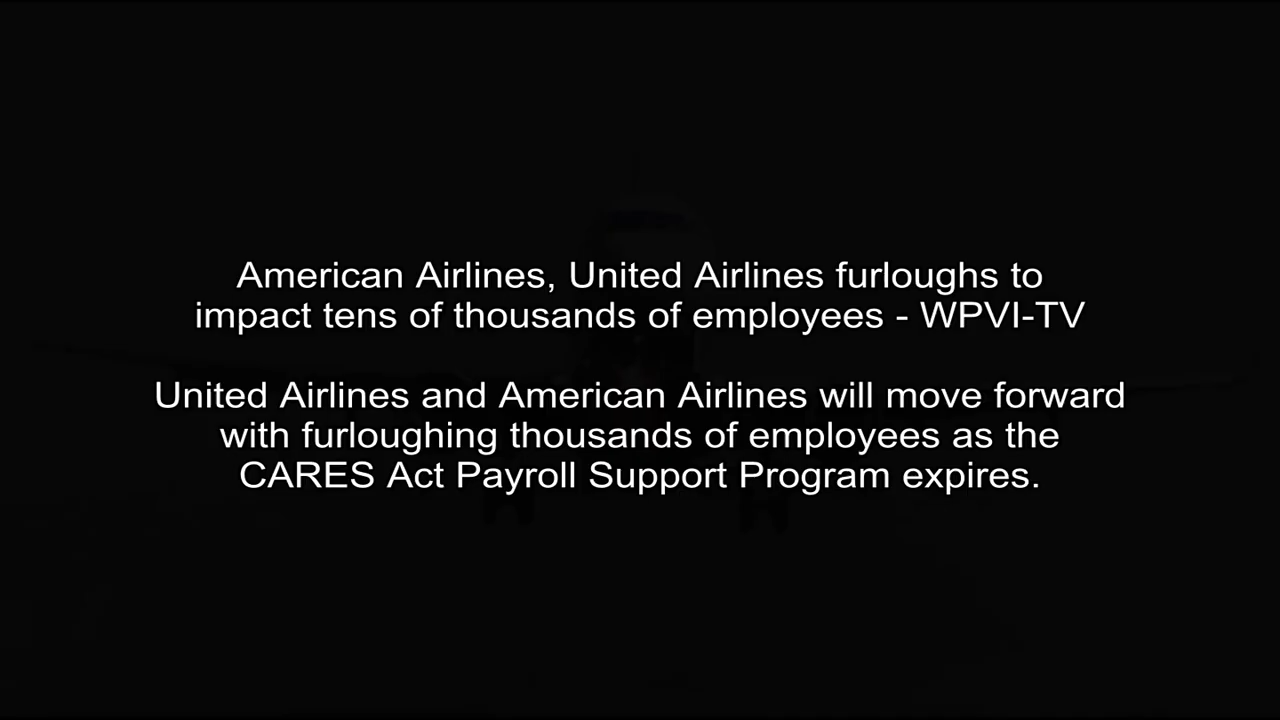 American Airlines, United Airlines furloughs to
impact tens of thousands of employees - WPVI-TV
United Airlines and American Airlines will move forward
with furloughing thousands of employees as the
CARES Act Payroll Support Program expires.